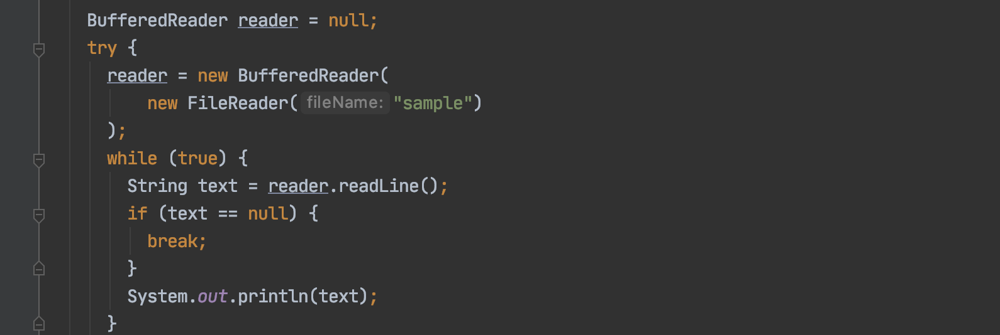 BufferedReader reader = null;
try {
reader = new BufferedReader(
new FileReader( fileName: "sample")
);
while (true) {
String text = reader.readLine();
if (text == null) {
break;
}
System.out.println(text);
}